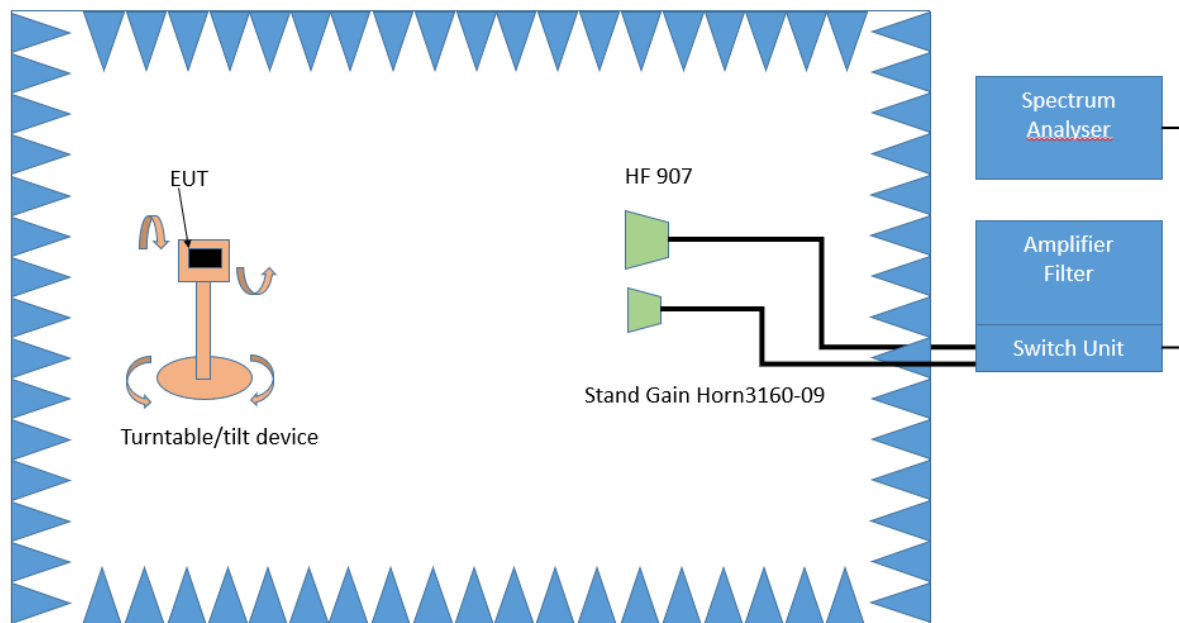 EUT
Turntable/tilt device
HF 907
Stand Gain Horn3160-09
Spectrum
Analyser
Amplifier
Filter
Switch Unit